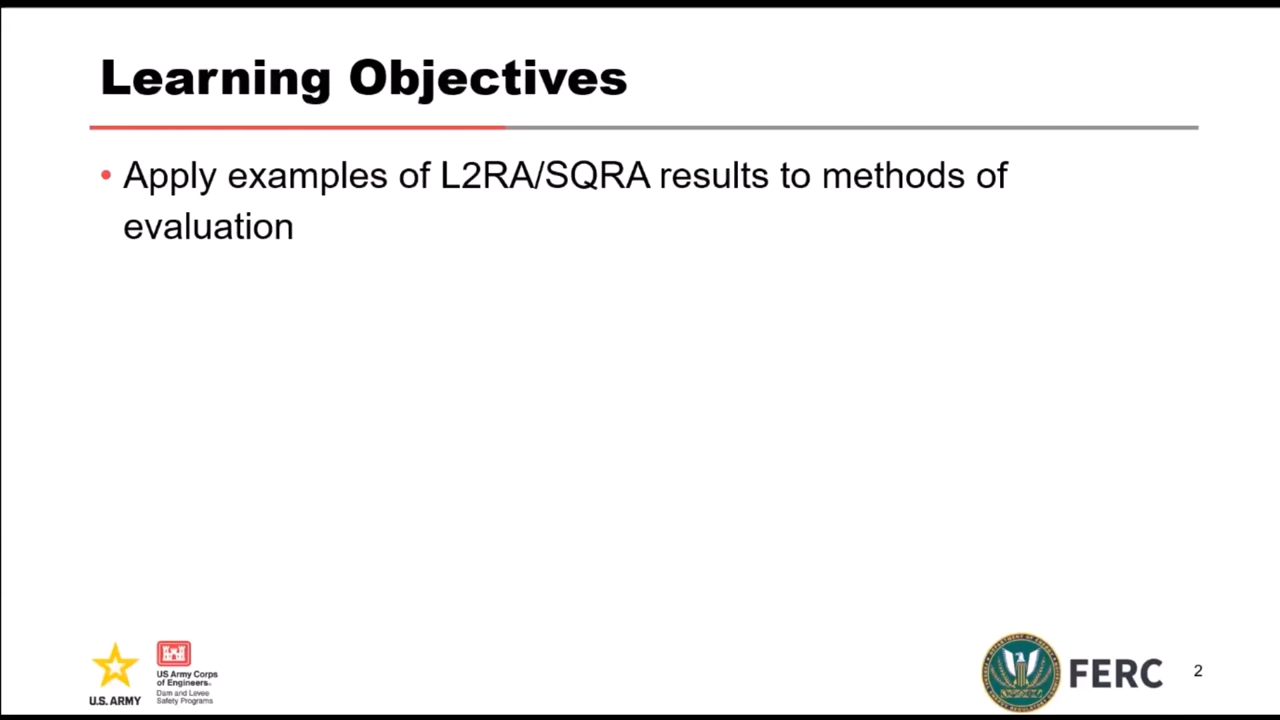 Learning Objectives
• Apply examples of L2RA/SQRA results to methods of
evaluation
U.S. ARMY
US Army Corps
of Engineers®
Dam and Levee
Safety Programs
FERC
2